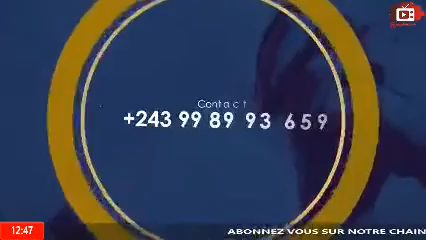 Contact
+243 99 89 93 659
12:47
ABONNEZ VOUS SUR NOTRE CHAIN